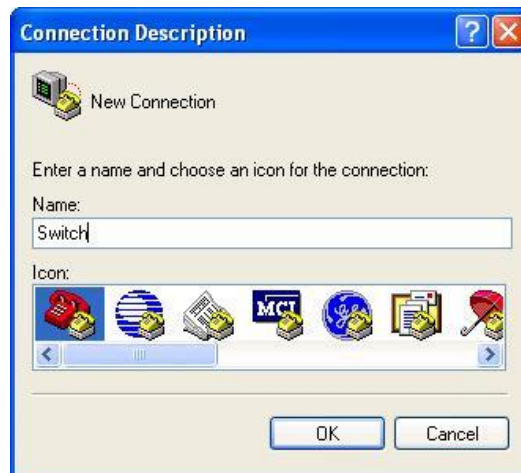 Connection Description
New Connection
Enter a name and choose an icon for the connection:
Name:
Switch
Icon:
MCI
OK
Cancel